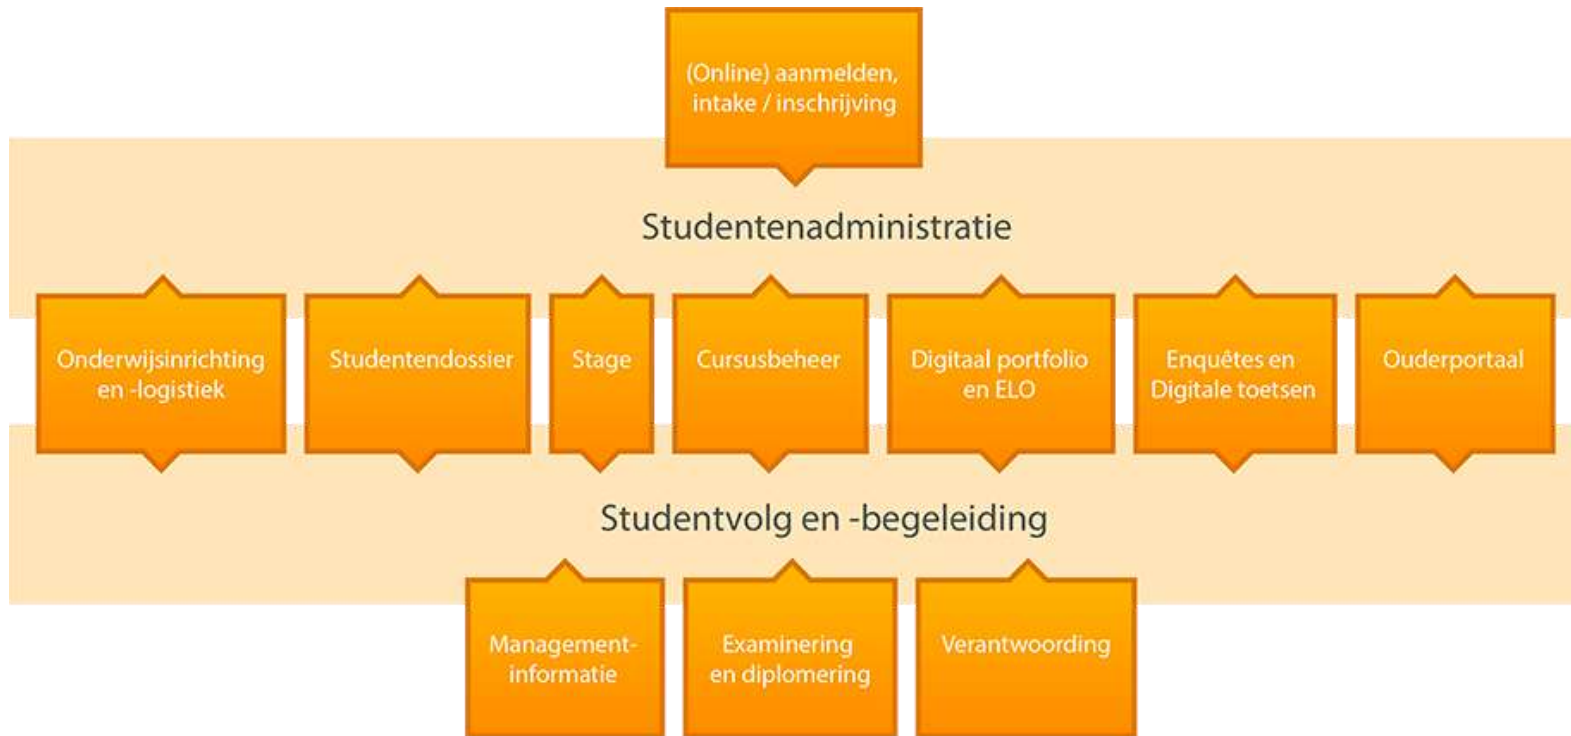 (Online) aanmelden,
intake / inschrijving
Studentenadministratie
Onderwijsinrichting
en -logistiek
Studentendossier
Stage
Cursusbeheer
Digitaal portfolio
en ELO
Enquêtes en
Digitale toetsen
Ouderportaal
Studentvolg en -begeleiding
Management-
informatie
Examinering
en diplomering
Verantwoording